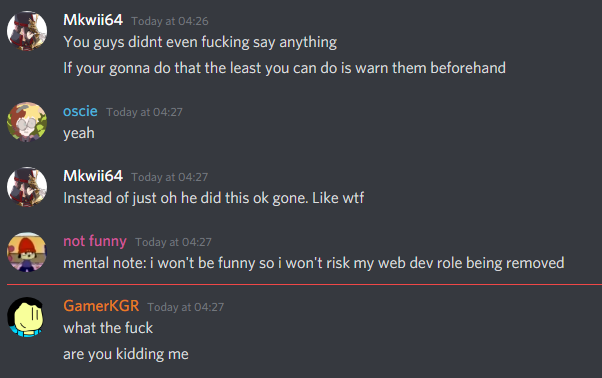 Mkwii64 Today at 04:26
You guys didnt even fucking say anything
If your gonna do that the least you can do is warn them beforehand
oscie Today at 04:27
yeah
Mkwii64 Today at 04:27
Instead of just oh he did this ok gone. Like wtf
not funny Today at 04:27
mental note: i won't be funny so i won't risk my web dev role being removed
GamerKGR Today at 04:27
what the fuck
are you kidding me